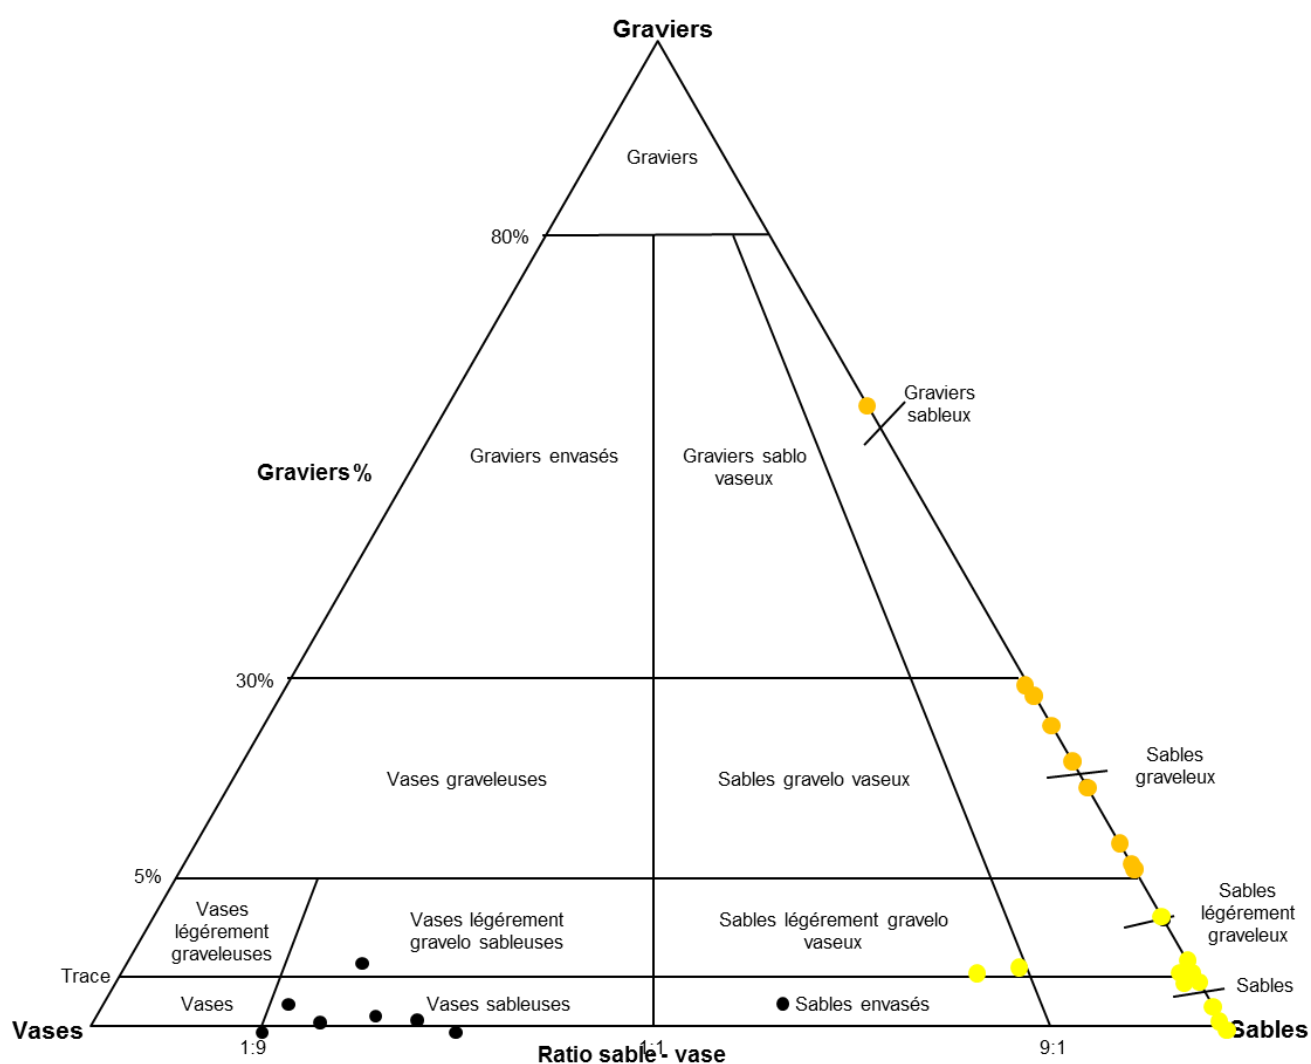 Graviers
Graviers
80%
Graviers
sableux
Graviers envasés
Graviers sablo
vaseux
Graviers %
30%
Sables
graveleux
Vases graveleuses
Sables gravelo vaseux
5%
Vases
légérement
graveleuses
Vases légérement
gravelo sableuses
Sables légérement gravelo
vaseux
Sables
légérement
graveleux
Trace
Sables
Vases
Vases sableuses
Sables envasés
Vases
Sables
1:9
1:1
9:1
Ratio sable - vase